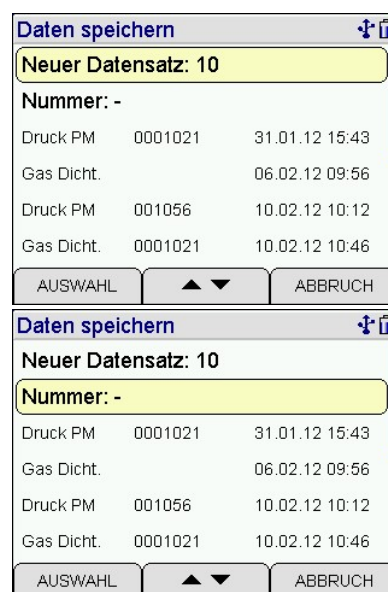 Daten speichern
Neuer Datensatz: 10
Nummer: -
Druck PM 0001021 31.01.12 15:43
Gas Dicht. 06.02.12 09:56
Druck PM 001056 10.02.12 10:12
Gas Dicht. 0001021 10.02.12 10:46
AUSWAHL ▲ ▼ ABBRUCH
Daten speichern
Neuer Datensatz: 10
Nummer: -
Druck PM 0001021 31.01.12 15:43
Gas Dicht. 06.02.12 09:56
Druck PM 001056 10.02.12 10:12
Gas Dicht. 0001021 10.02.12 10:46
AUSWAHL ▲ ▼ ABBRUCH